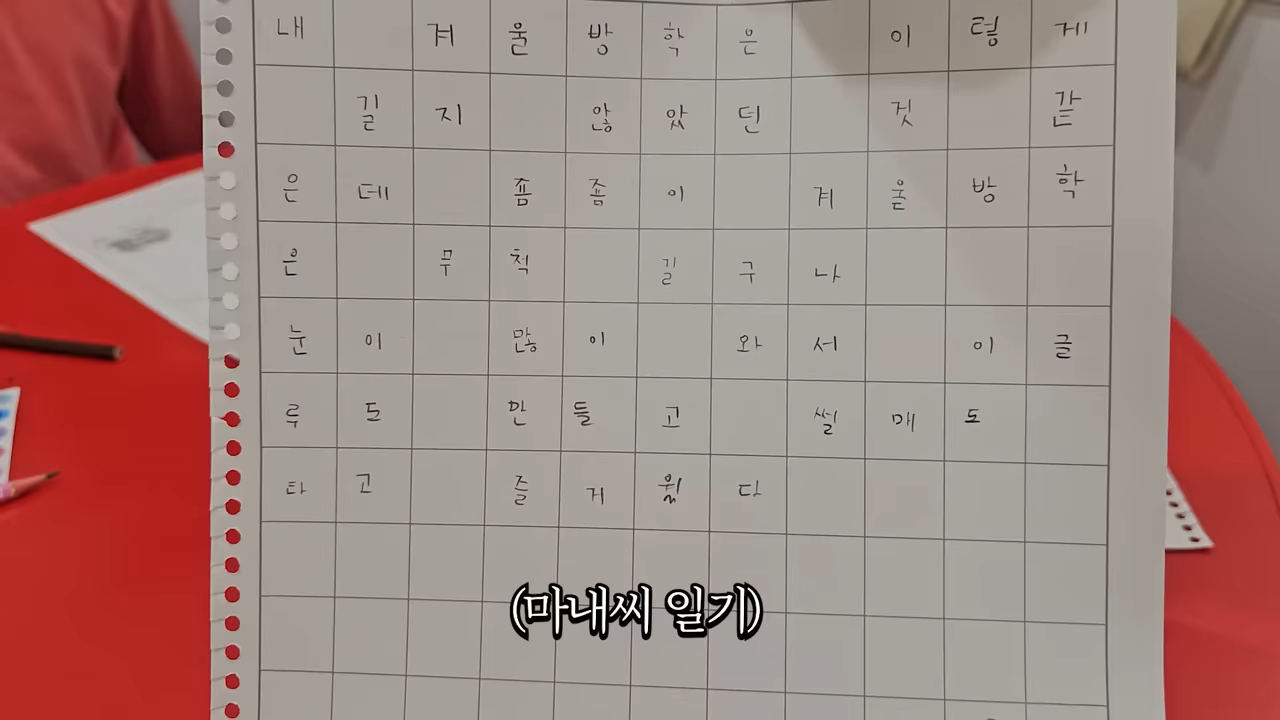 내 겨울방학은 이렇게
길지 않았던 것 같
은데 쫌쫌이 겨울방학
은 무척 길구나
눈이 많이 와서 이글
루도 만들고 썰매도
타고 즐거웠다
(마내씨 일기)